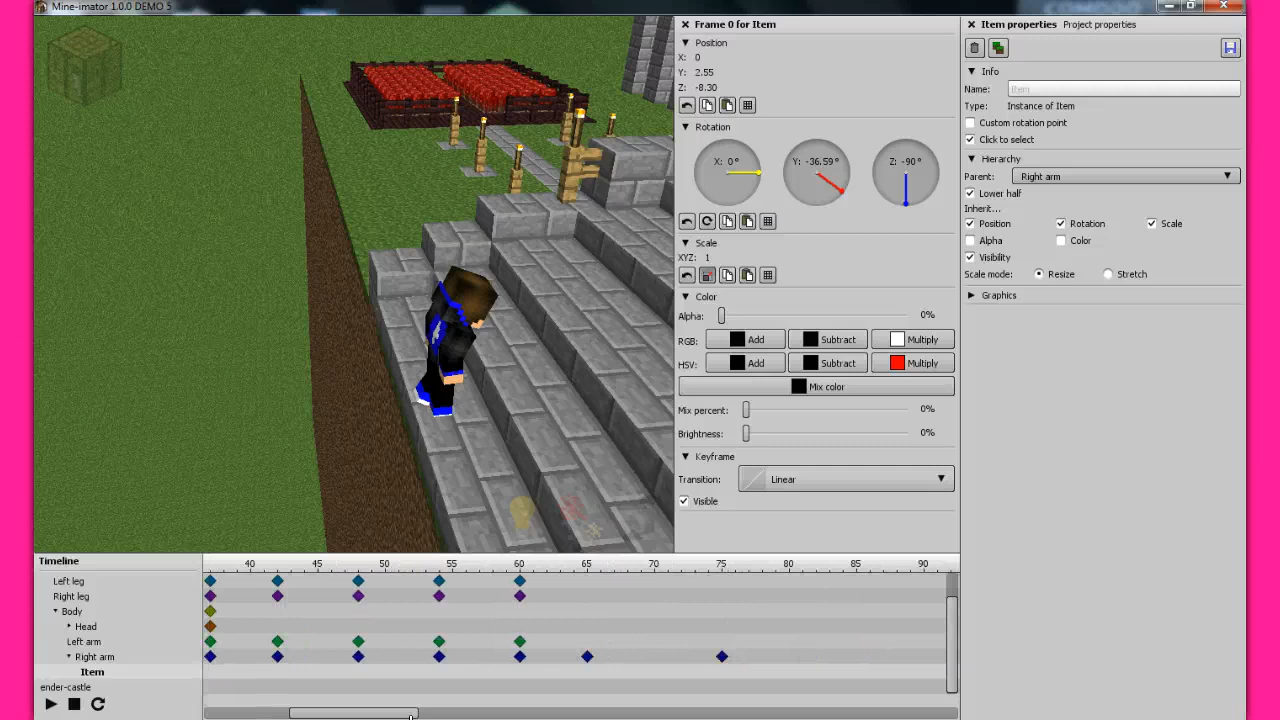 Mine-imator 1.0.0 DEMO 5
Frame 0 for Item
Position
X: 0
Y: 2.55
Z: -8.30
Rotation
X: 0° Y: -36.59° Z: -90°
Scale
XYZ: 1
Color
Alpha: 0%
RGB: Add Subtract Multiply
HSV: Add Subtract Multiply
Mix color
Mix percent: 0%
Brightness: 0%
Keyframe
Transition: Linear
Visible
Item properties Project properties
Info
Name: Item
Type: Instance of Item
Custom rotation point
Click to select
Hierarchy
Parent: Right arm
Lower half
Inherit...
Position Rotation Scale
Alpha Color
Visibility
Scale mode: Resize Stretch
Graphics
Timeline
40 45 50 55 60 65 70 75 80 85 90
Left leg
Right leg
Body
Head
Left arm
Right arm
Item
ender-castle